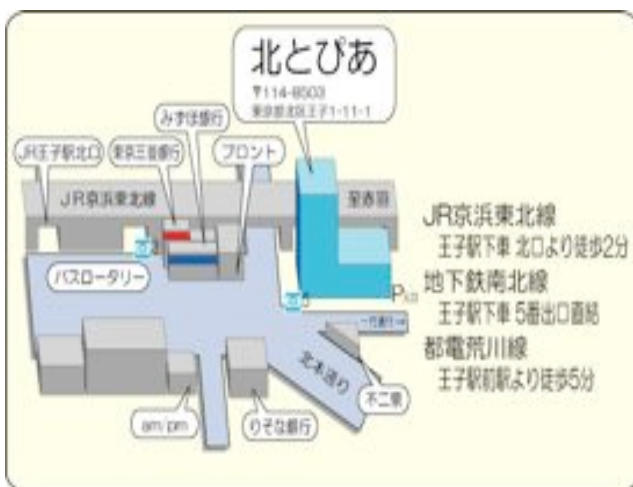 北とぴあ
〒114-8503
東京都北区王子1-11-1
みずほ銀行
JR王子駅北口
東京三菱銀行
フロント
JR京浜東北線
至赤羽
バスロータリー
北本通り
am/pm
りそな銀行
不二家
JR京浜東北線
王子駅下車 北口より徒歩2分
地下鉄南北線
王子駅下車 5番出口直結
都電荒川線
王子駅前駅より徒歩5分